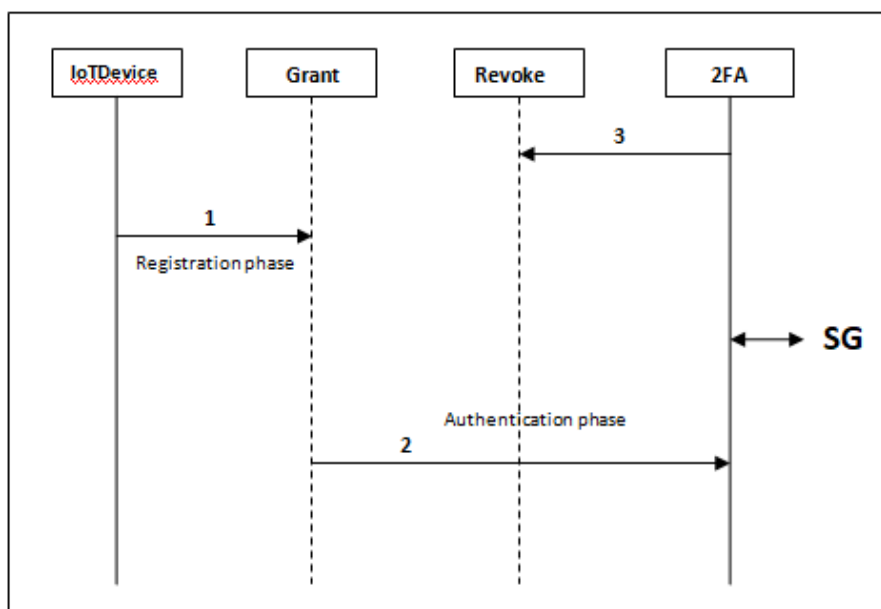 IoTDevice
Grant
Revoke
2FA
3
1
Registration phase
SG
Authentication phase
2